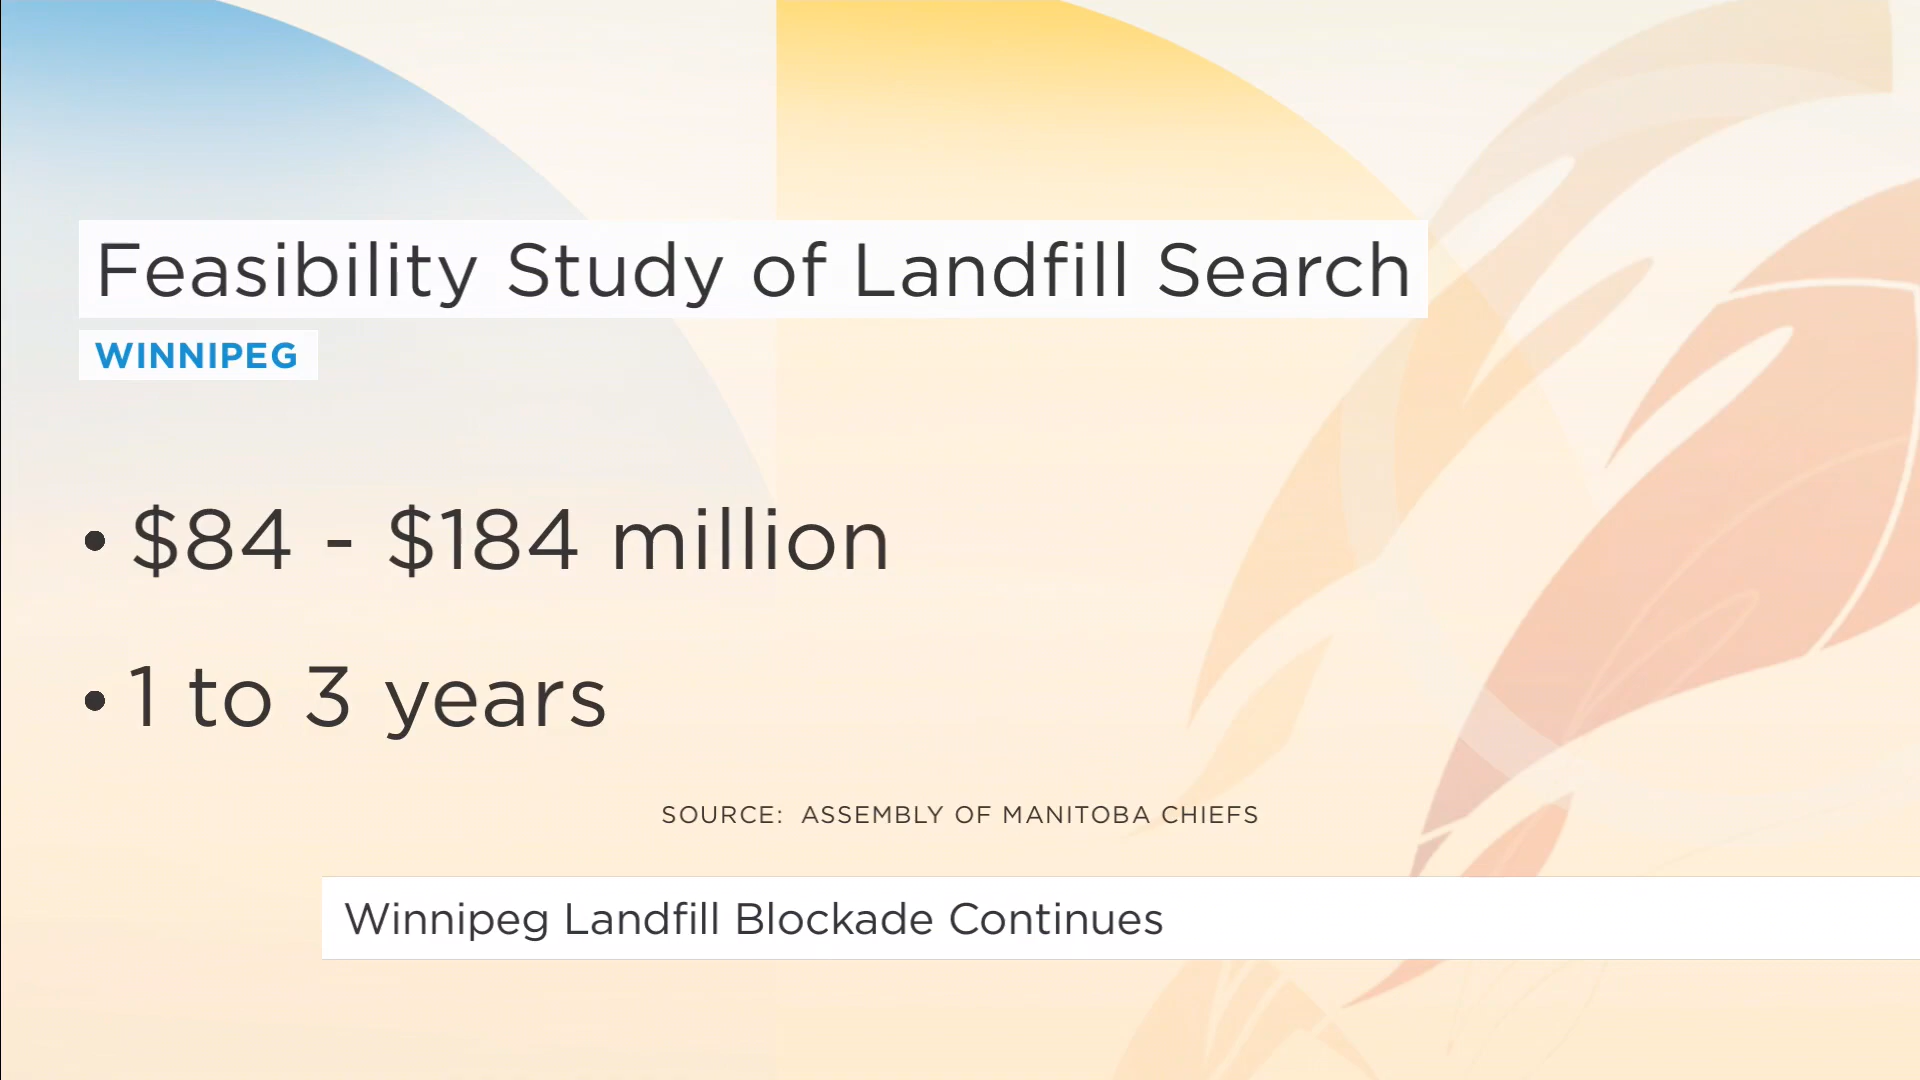 Feasibility Study of Landfill Search
WINNIPEG
• $84 - $184 million
• 1 to 3 years
SOURCE: ASSEMBLY OF MANITOBA CHIEFS
Winnipeg Landfill Blockade Continues